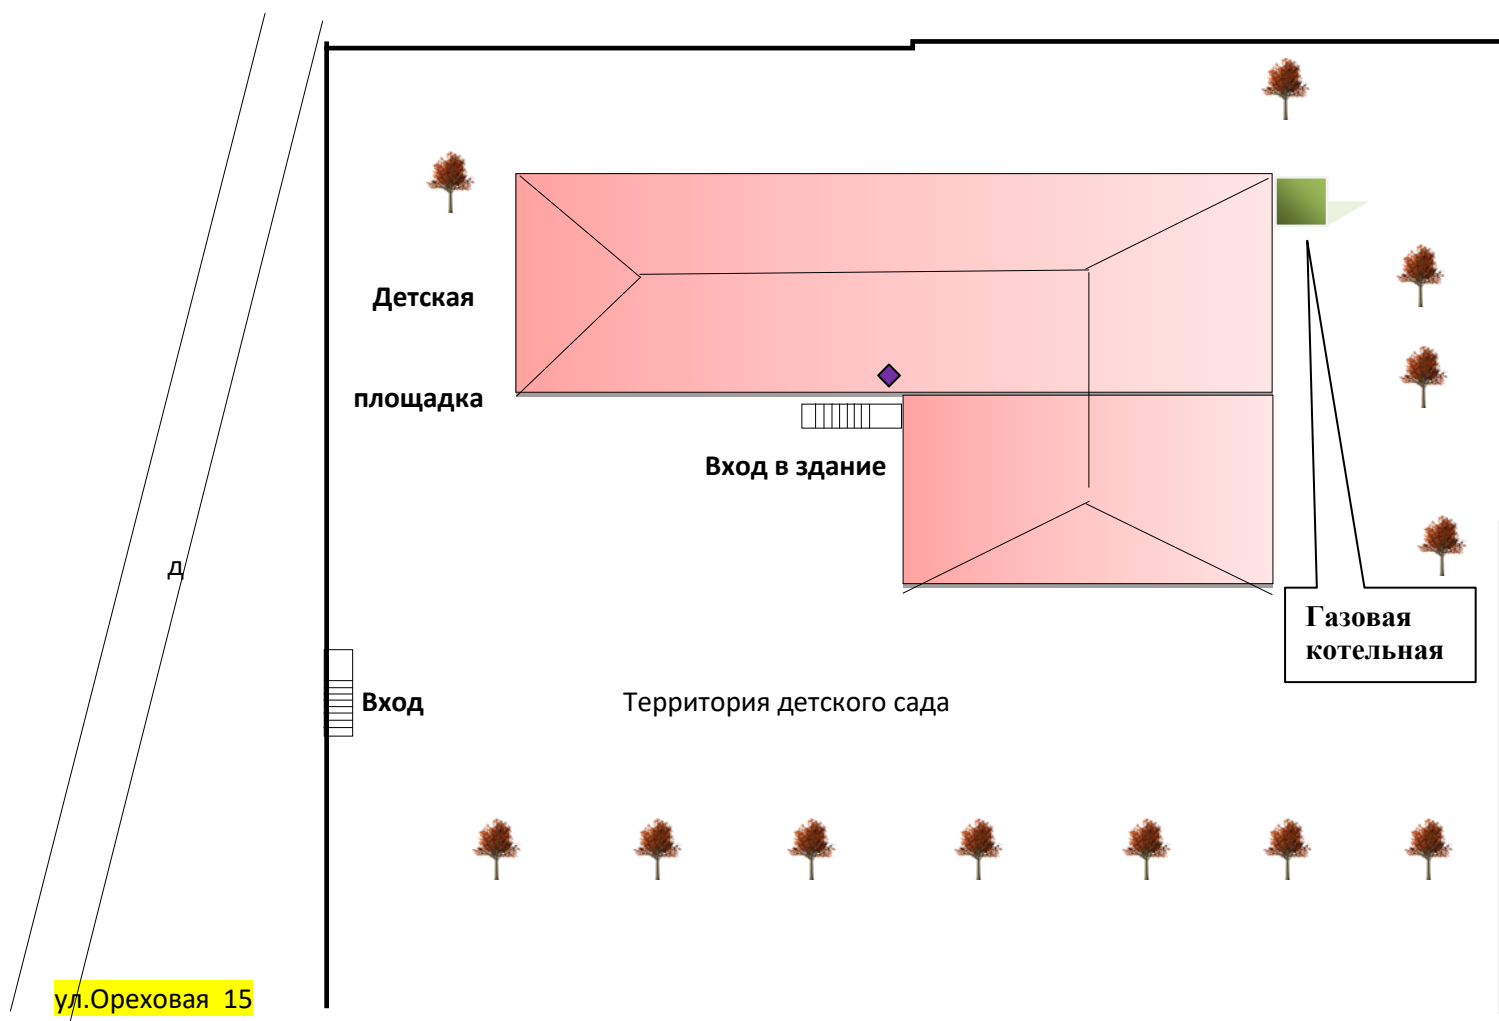 Детская
площадка
Вход в здание
д
Газовая
котельная
Вход
Территория детского сада
ул.Ореховая 15